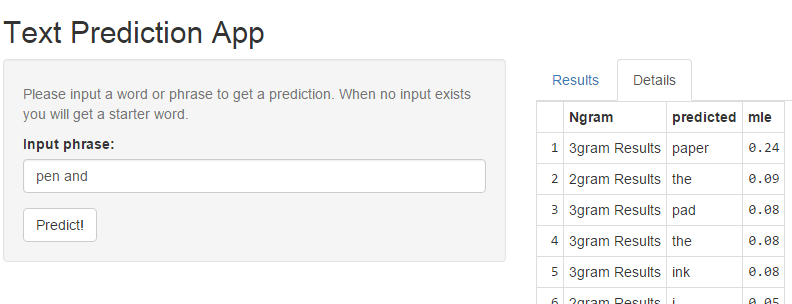 Text Prediction App
Please input a word or phrase to get a prediction. When no input exists
you will get a starter word.
Input phrase:
pen and
Predict!
Results Details
Ngram predicted mle
1 3gram Results paper 0.24
2 2gram Results the 0.09
3 3gram Results pad 0.08
4 3gram Results the 0.08
5 3gram Results ink 0.08
6 2gram Results i 0.05